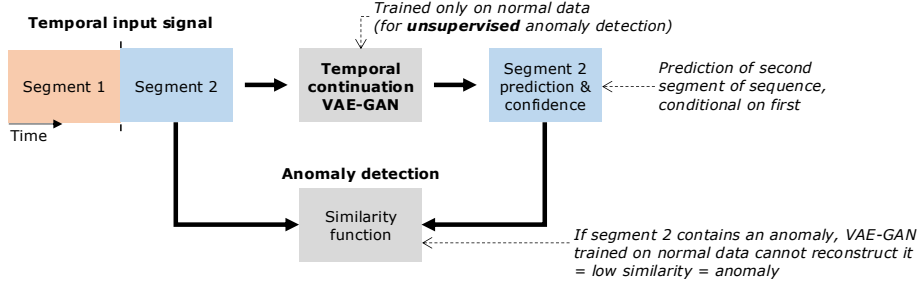 Trained only on normal data
(for unsupervised anomaly detection)
Temporal input signal
Segment 1
Segment 2
Temporal
continuation
VAE-GAN
Segment 2
prediction &
confidence
Prediction of second
segment of sequence,
conditional on first
Time
Anomaly detection
Similarity
function
If segment 2 contains an anomaly, VAE-GAN
trained on normal data cannot reconstruct it
= low similarity = anomaly